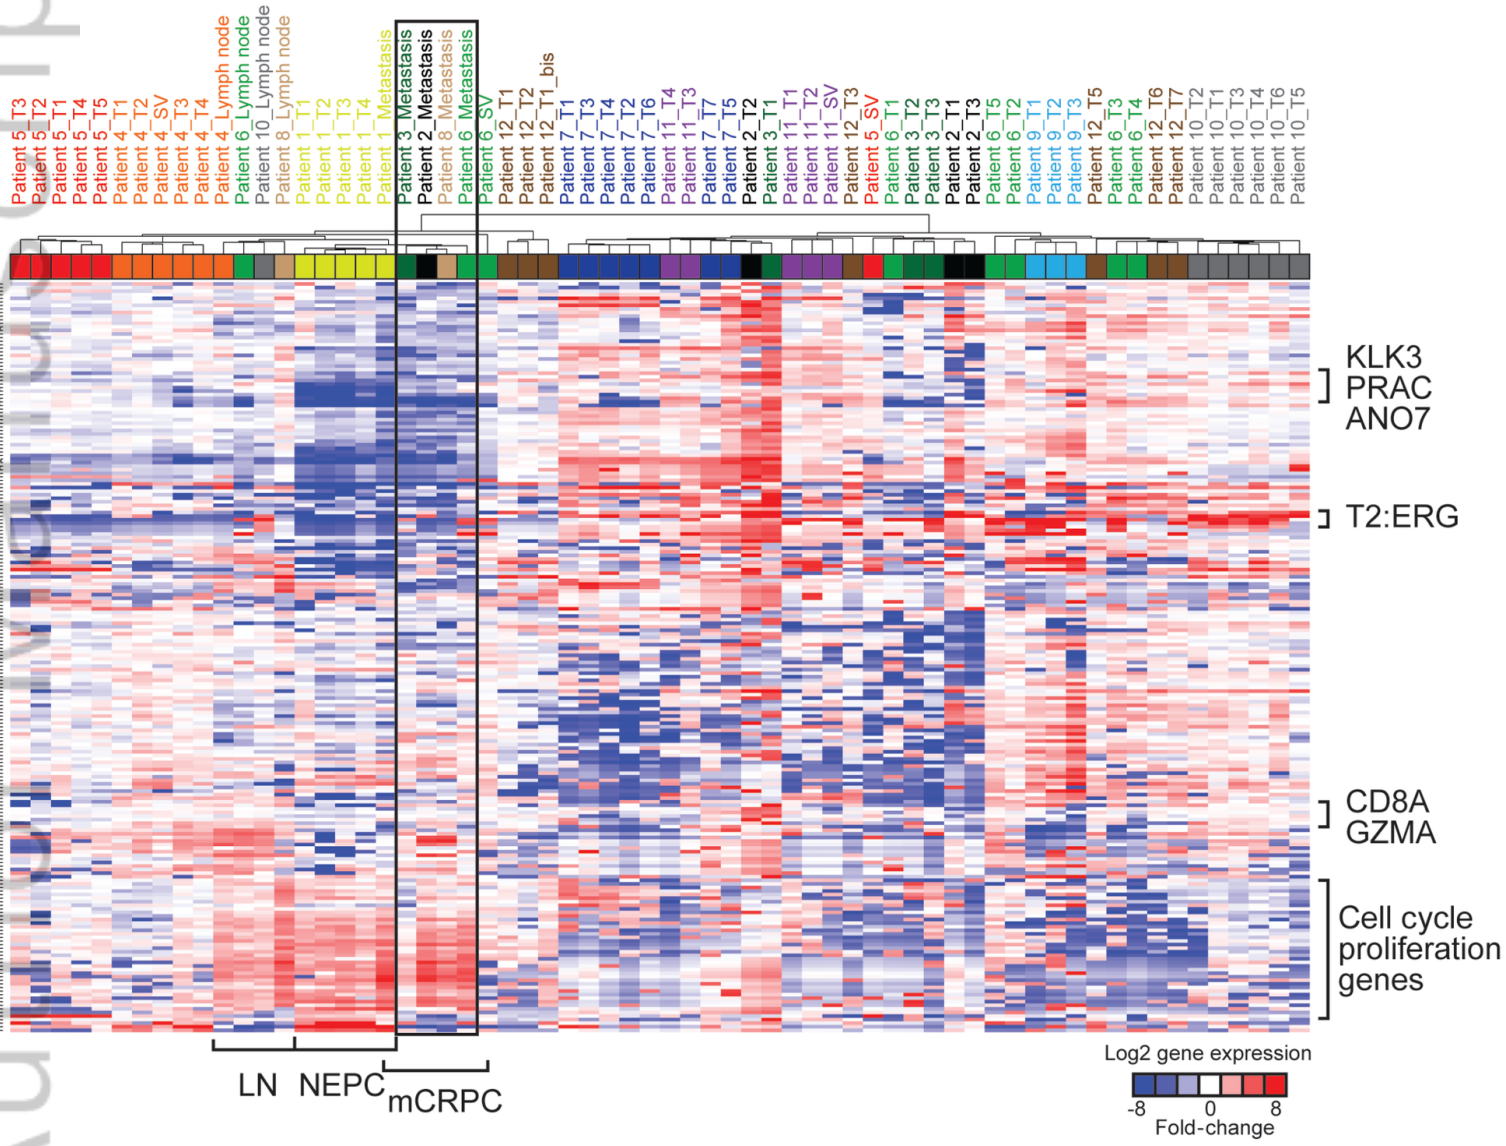 Patient 5_T3
Patient 5_T2
Patient 5_T1
Patient 5_T4
Patient 5_T5
Patient 4_T1
Patient 4_T2
Patient 4_SV
Patient 4_T3
Patient 4_T4
Patient 4_Lymph node
Patient 6_Lymph node
Patient 10_Lymph node
Patient 8_Lymph node
Patient 1_T1
Patient 1_T2
Patient 1_T3
Patient 1_T4
Patient 1_Metastasis
Patient 3_Metastasis
Patient 2_Metastasis
Patient 8_Metastasis
Patient 6_Metastasis
Patient 6_SV
Patient 12_T1
Patient 12_T2
Patient 12_T1_bis
Patient 7_T1
Patient 7_T3
Patient 7_T4
Patient 7_T2
Patient 7_T6
Patient 11_T4
Patient 11_T3
Patient 7_T7
Patient 7_T5
Patient 2_T2
Patient 3_T1
Patient 11_T1
Patient 11_T2
Patient 11_SV
Patient 12_T3
Patient 5_SV
Patient 6_T1
Patient 3_T2
Patient 3_T3
Patient 2_T1
Patient 2_T3
Patient 6_T5
Patient 6_T2
Patient 9_T1
Patient 9_T2
Patient 9_T3
Patient 12_T5
Patient 6_T3
Patient 6_T4
Patient 12_T6
Patient 12_T7
Patient 10_T2
Patient 10_T1
Patient 10_T3
Patient 10_T4
Patient 10_T6
Patient 10_T5
KLK3
PRAC
ANO7
T2:ERG
CD8A
GZMA
Cell cycle
proliferation
genes
LN NEPC mCRPC
Log2 gene expression
-8 0 8
Fold-change